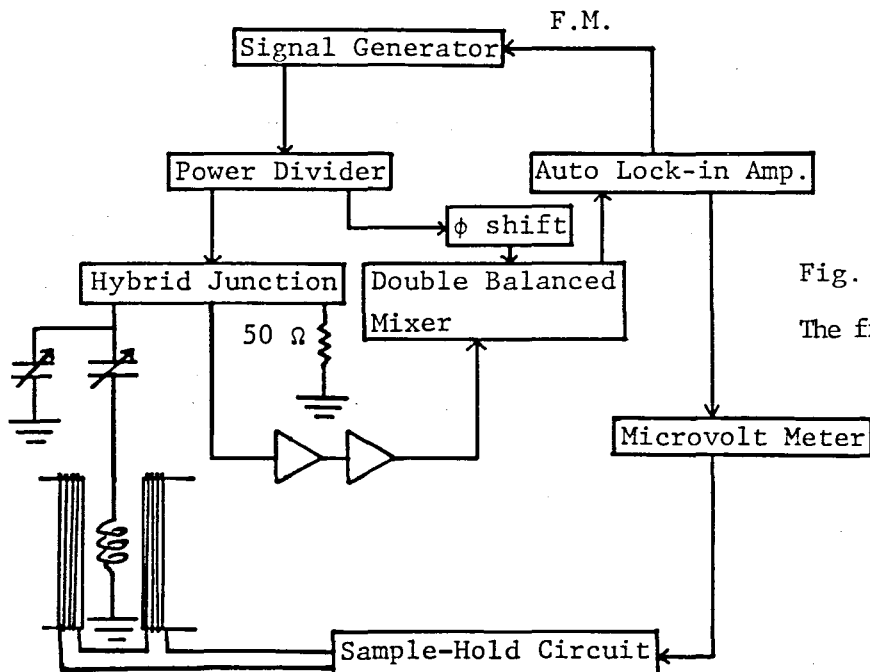 F.M.
Signal Generator
Power Divider
Auto Lock-in Amp.
φ shift
Hybrid Junction
Double Balanced
Mixer
50 Ω
Fig.
The
Microvolt Meter
Sample-Hold Circuit